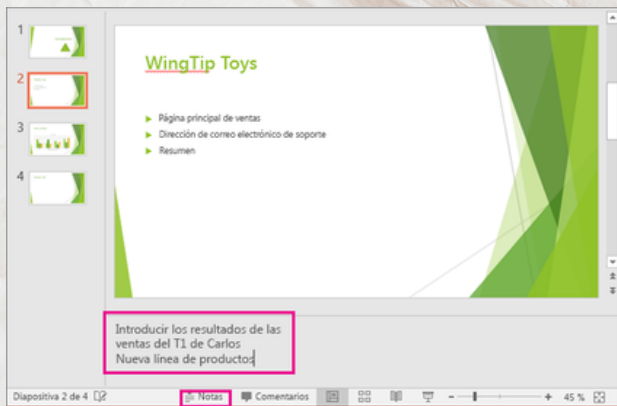 1
2
3
4
WingTip Toys
Página principal de ventas
Dirección de correo electrónico de soporte
Resumen
Introducir los resultados de las
ventas del T1 de Carlos
Nueva línea de productos
Diapositiva 2 de 4 Notas Comentarios 45 %